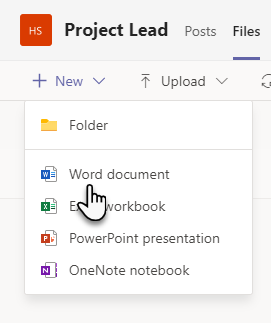 HS Project Lead Posts Files
+ New Upload
Folder
Word document
workbook
PowerPoint presentation
OneNote notebook